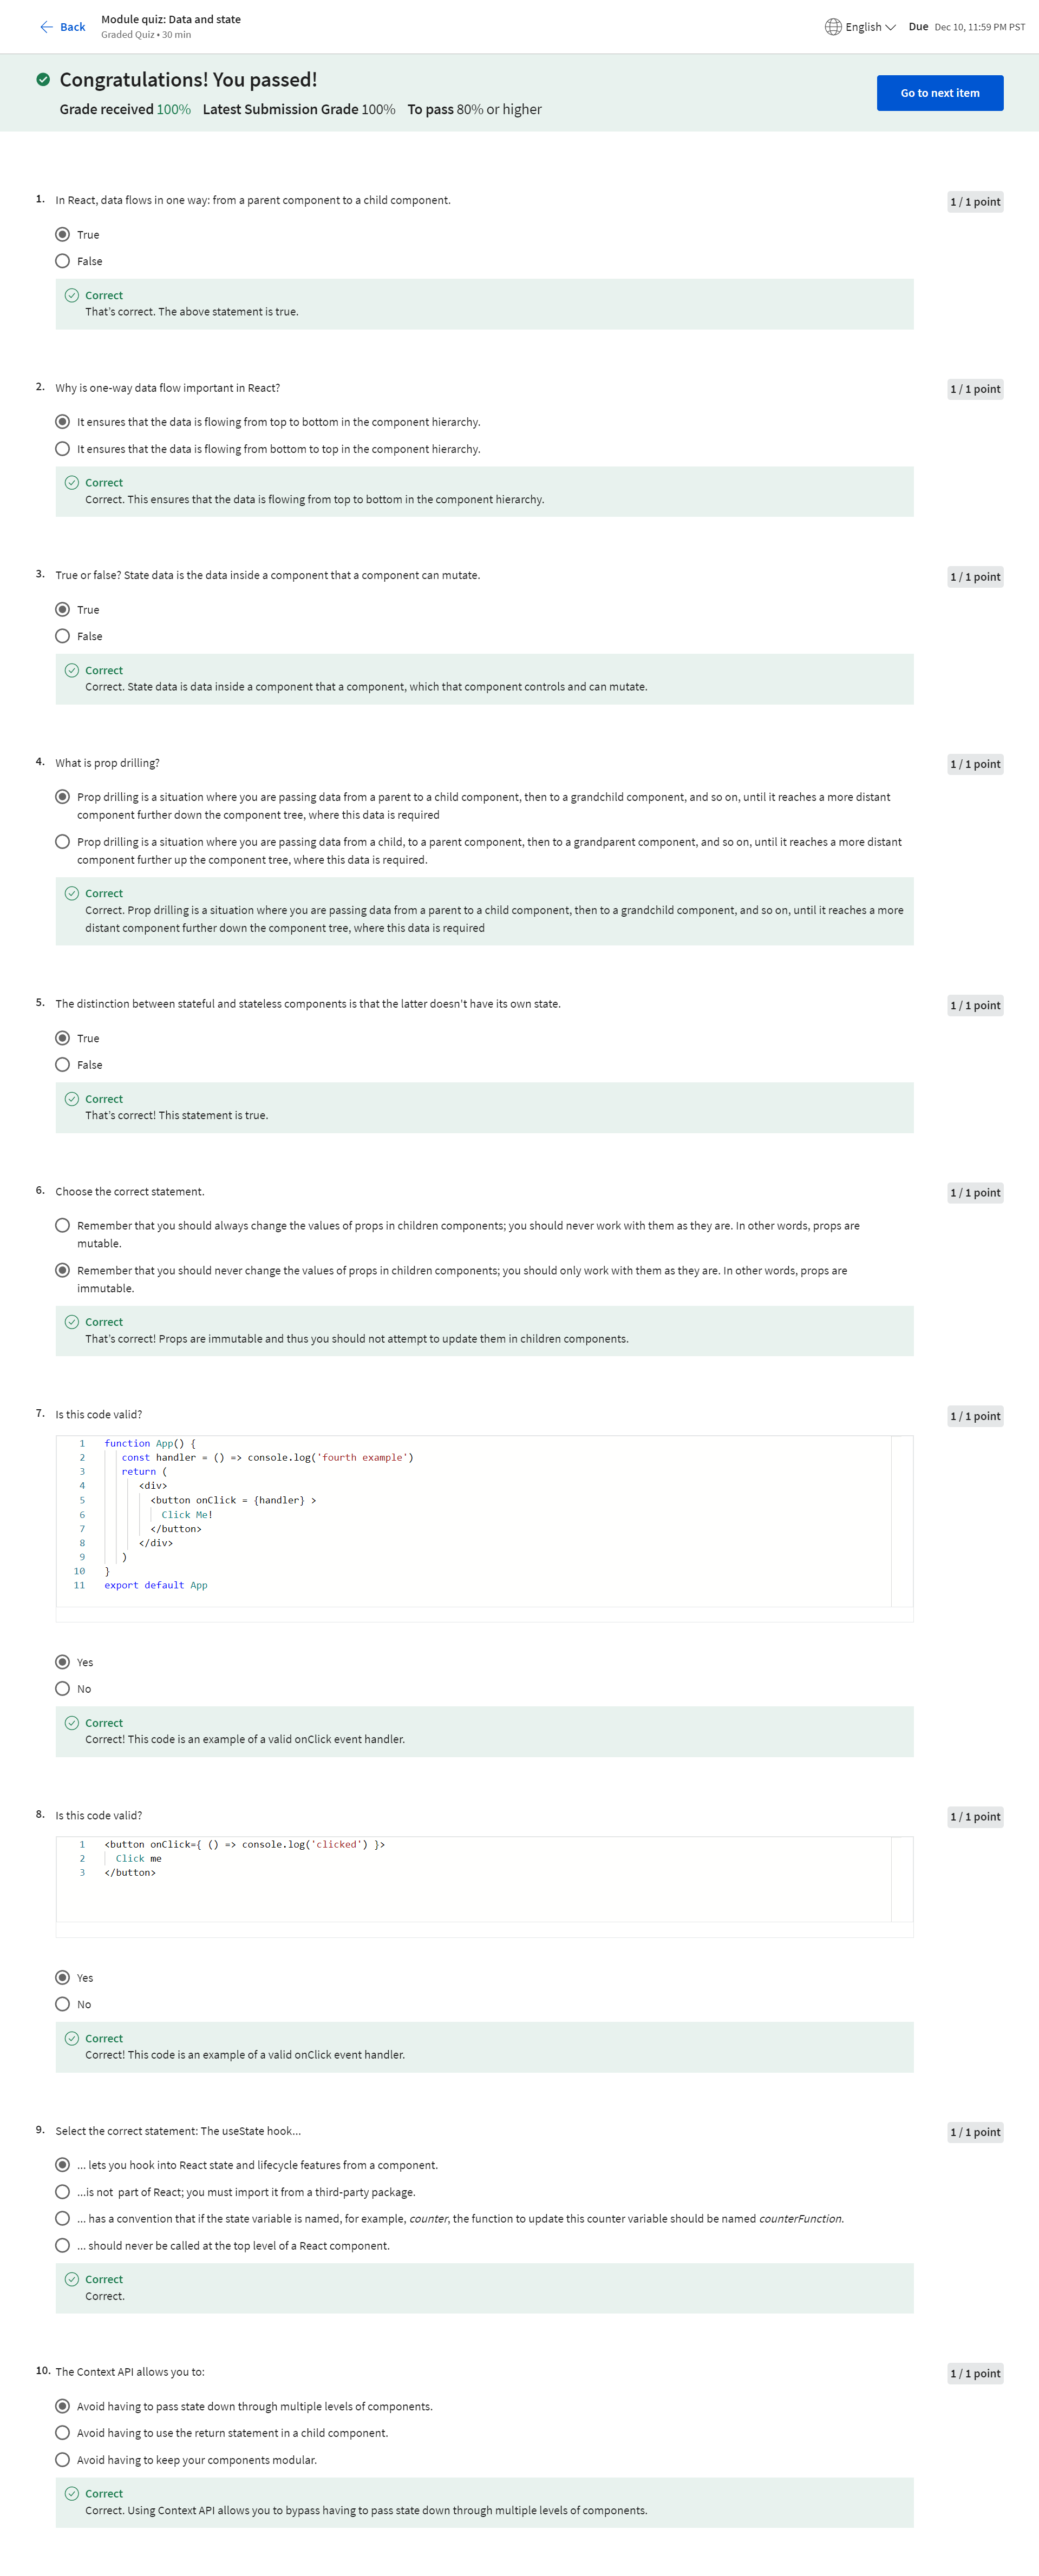 Back
Module quiz: Data and state
Graded Quiz • 30 min
English
Due Dec 10, 11:59 PM PST
Congratulations! You passed!
Grade received 100% Latest Submission Grade 100% To pass 80% or higher
Go to next item
1. In React, data flows in one way: from a parent component to a child component.
1 / 1 point
True
False
Correct
That's correct. The above statement is true.
2. Why is one-way data flow important in React?
1 / 1 point
It ensures that the data is flowing from top to bottom in the component hierarchy.
It ensures that the data is flowing from bottom to top in the component hierarchy.
Correct
Correct. This ensures that the data is flowing from top to bottom in the component hierarchy.
3. True or false? State data is the data inside a component that a component can mutate.
1 / 1 point
True
False
Correct
Correct. State data is data inside a component that a component, which that component controls and can mutate.
4. What is prop drilling?
1 / 1 point
Prop drilling is a situation where you are passing data from a parent to a child component, then to a grandchild component, and so on, until it reaches a more distant
component further down the component tree, where this data is required
Prop drilling is a situation where you are passing data from a child, to a parent component, then to a grandparent component, and so on, until it reaches a more distant
component further up the component tree, where this data is required.
Correct
Correct. Prop drilling is a situation where you are passing data from a parent to a child component, then to a grandchild component, and so on, until it reaches a more
distant component further down the component tree, where this data is required
5. The distinction between stateful and stateless components is that the latter doesn't have its own state.
1 / 1 point
True
False
Correct
That's correct! This statement is true.
6. Choose the correct statement.
1 / 1 point
Remember that you should always change the values of props in children components; you should never work with them as they are. In other words, props are
mutable.
Remember that you should never change the values of props in children components; you should only work with them as they are. In other words, props are
immutable.
Correct
That's correct! Props are immutable and thus you should not attempt to update them in children components.
7. Is this code valid?
1 / 1 point
1 function App() {
2 const handler = () => console.log('fourth example')
3 return (
4 <div>
5 <button onClick = {handler} >
6 Click Me!
7 </button>
8 </div>
9 )
10 }
11 export default App
Yes
No
Correct
Correct! This code is an example of a valid onClick event handler.
8. Is this code valid?
1 / 1 point
1 <button onClick={ () => console.log('clicked') }>
2 Click me
3 </button>
Yes
No
Correct
Correct! This code is an example of a valid onClick event handler.
9. Select the correct statement: The useState hook...
1 / 1 point
... lets you hook into React state and lifecycle features from a component.
...is not part of React; you must import it from a third-party package.
... has a convention that if the state variable is named, for example, counter, the function to update this counter variable should be named counterFunction.
... should never be called at the top level of a React component.
Correct
Correct.
10. The Context API allows you to:
1 / 1 point
Avoid having to pass state down through multiple levels of components.
Avoid having to use the return statement in a child component.
Avoid having to keep your components modular.
Correct
Correct. Using Context API allows you to bypass having to pass state down through multiple levels of components.